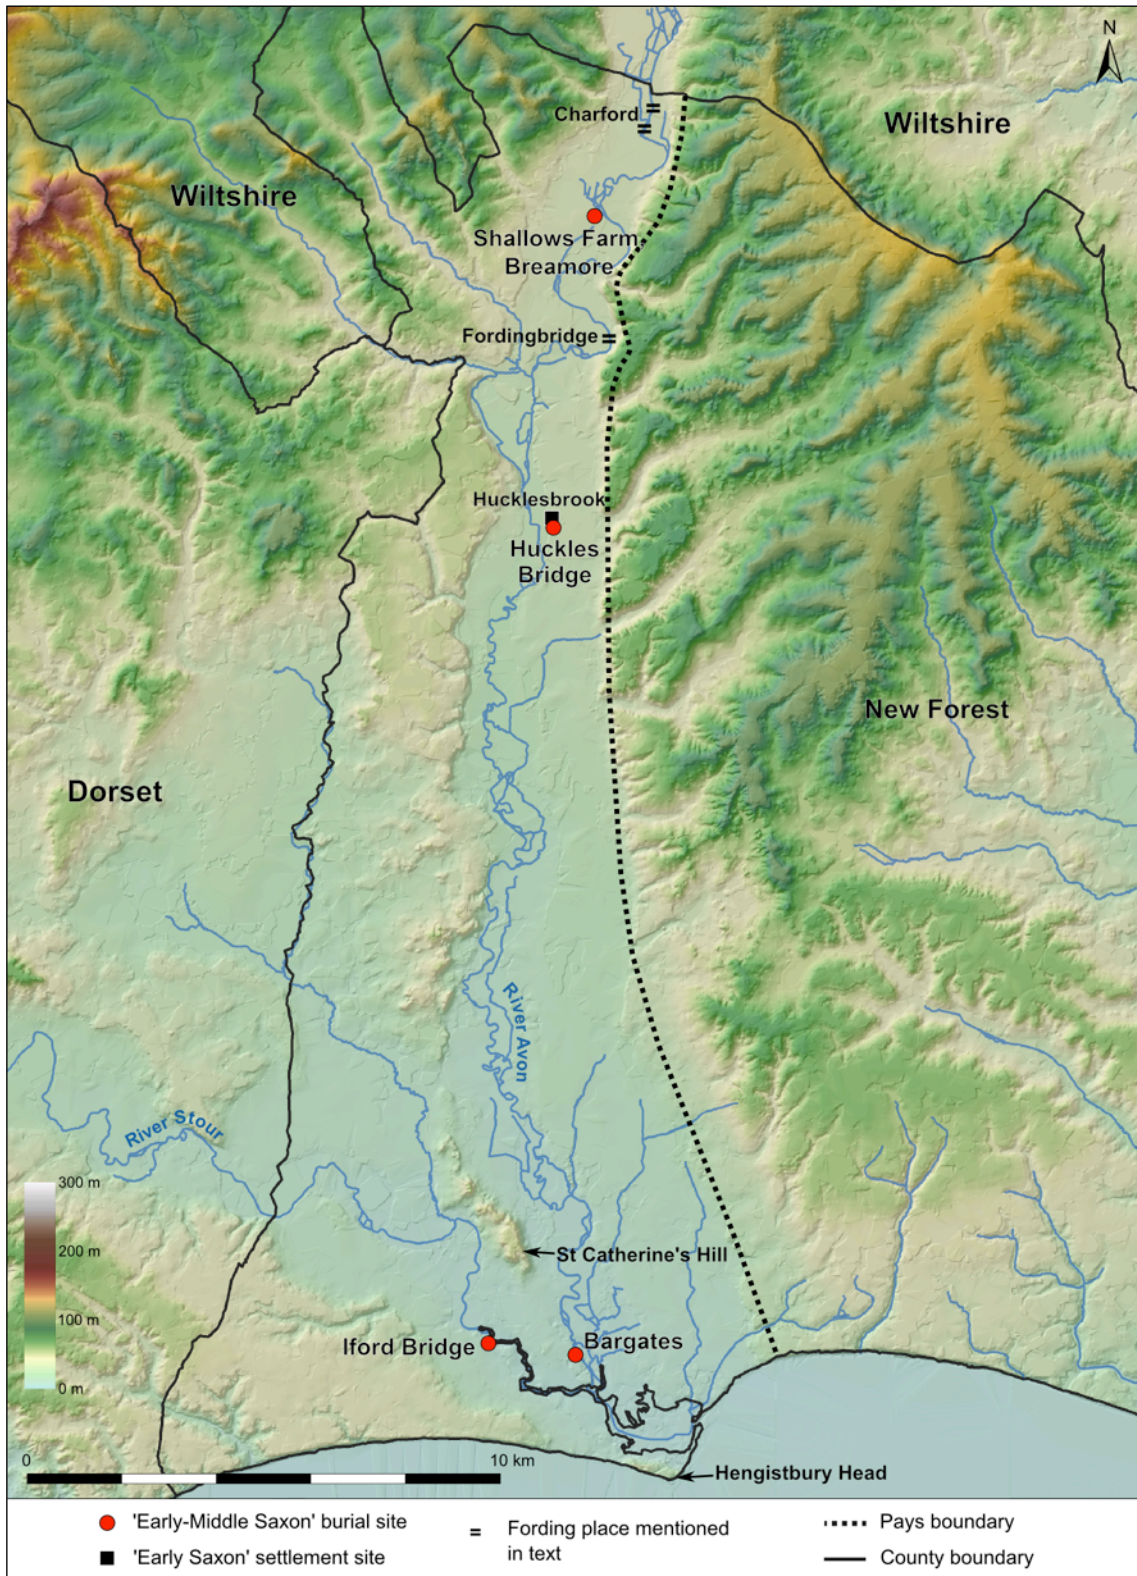 N
Charford
Wiltshire
Wiltshire
Shallows Farm,
Breamore
Fordingbridge
Hucklesbrook
Huckles
Bridge
New Forest
Dorset
River Avon
River Stour
300 m
200 m
100 m
0 m
St Catherine's Hill
Iford Bridge
Bargates
0
10 km
Hengistbury Head
'Early-Middle Saxon' burial site
'Early Saxon' settlement site
Fording place mentioned
in text
Pays boundary
County boundary